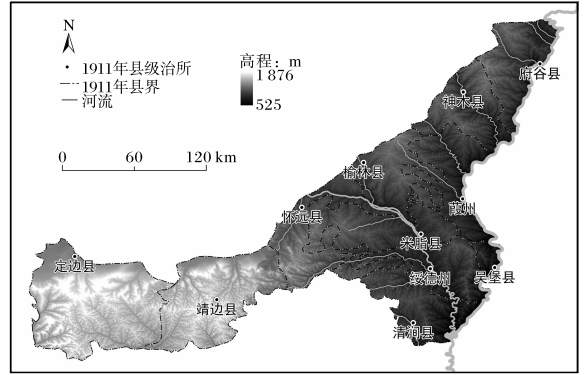 N
1911年县级治所
1911年县界
河流
高程：m
1 876
525
0 60 120 km
府谷县
神木县
榆林县
葭州
怀远县
米脂县
定边县
绥德州
吴堡县
靖边县
清涧县